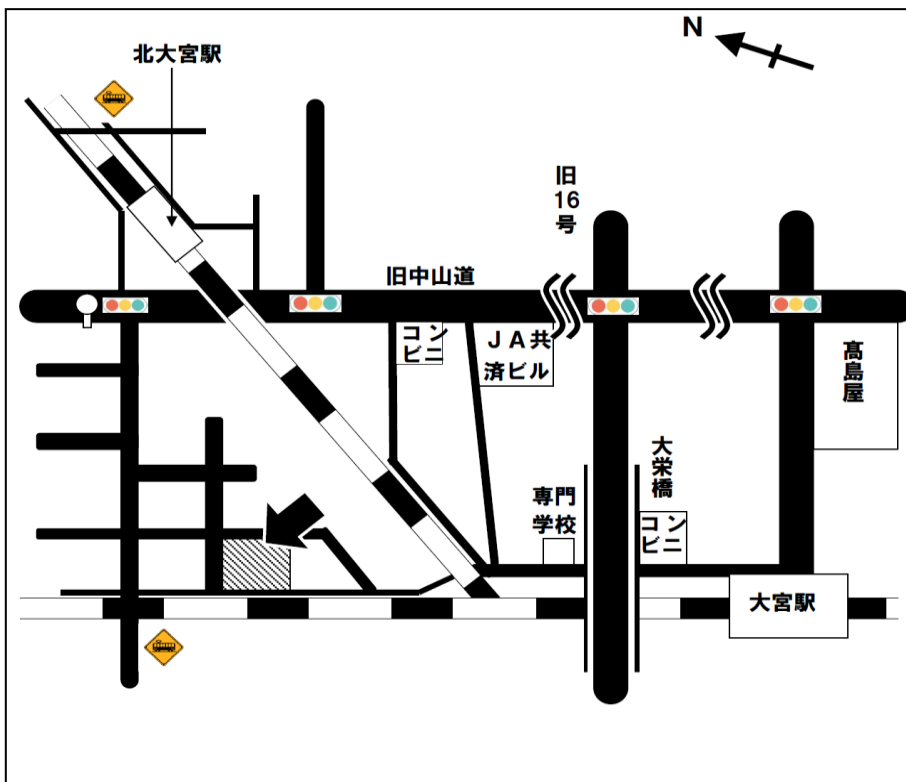 N
北大宮駅
旧
16
号
旧中山道
コン
ビニ
JA共
済ビル
髙島屋
大栄橋
専門
学校
コン
ビニ
大宮駅